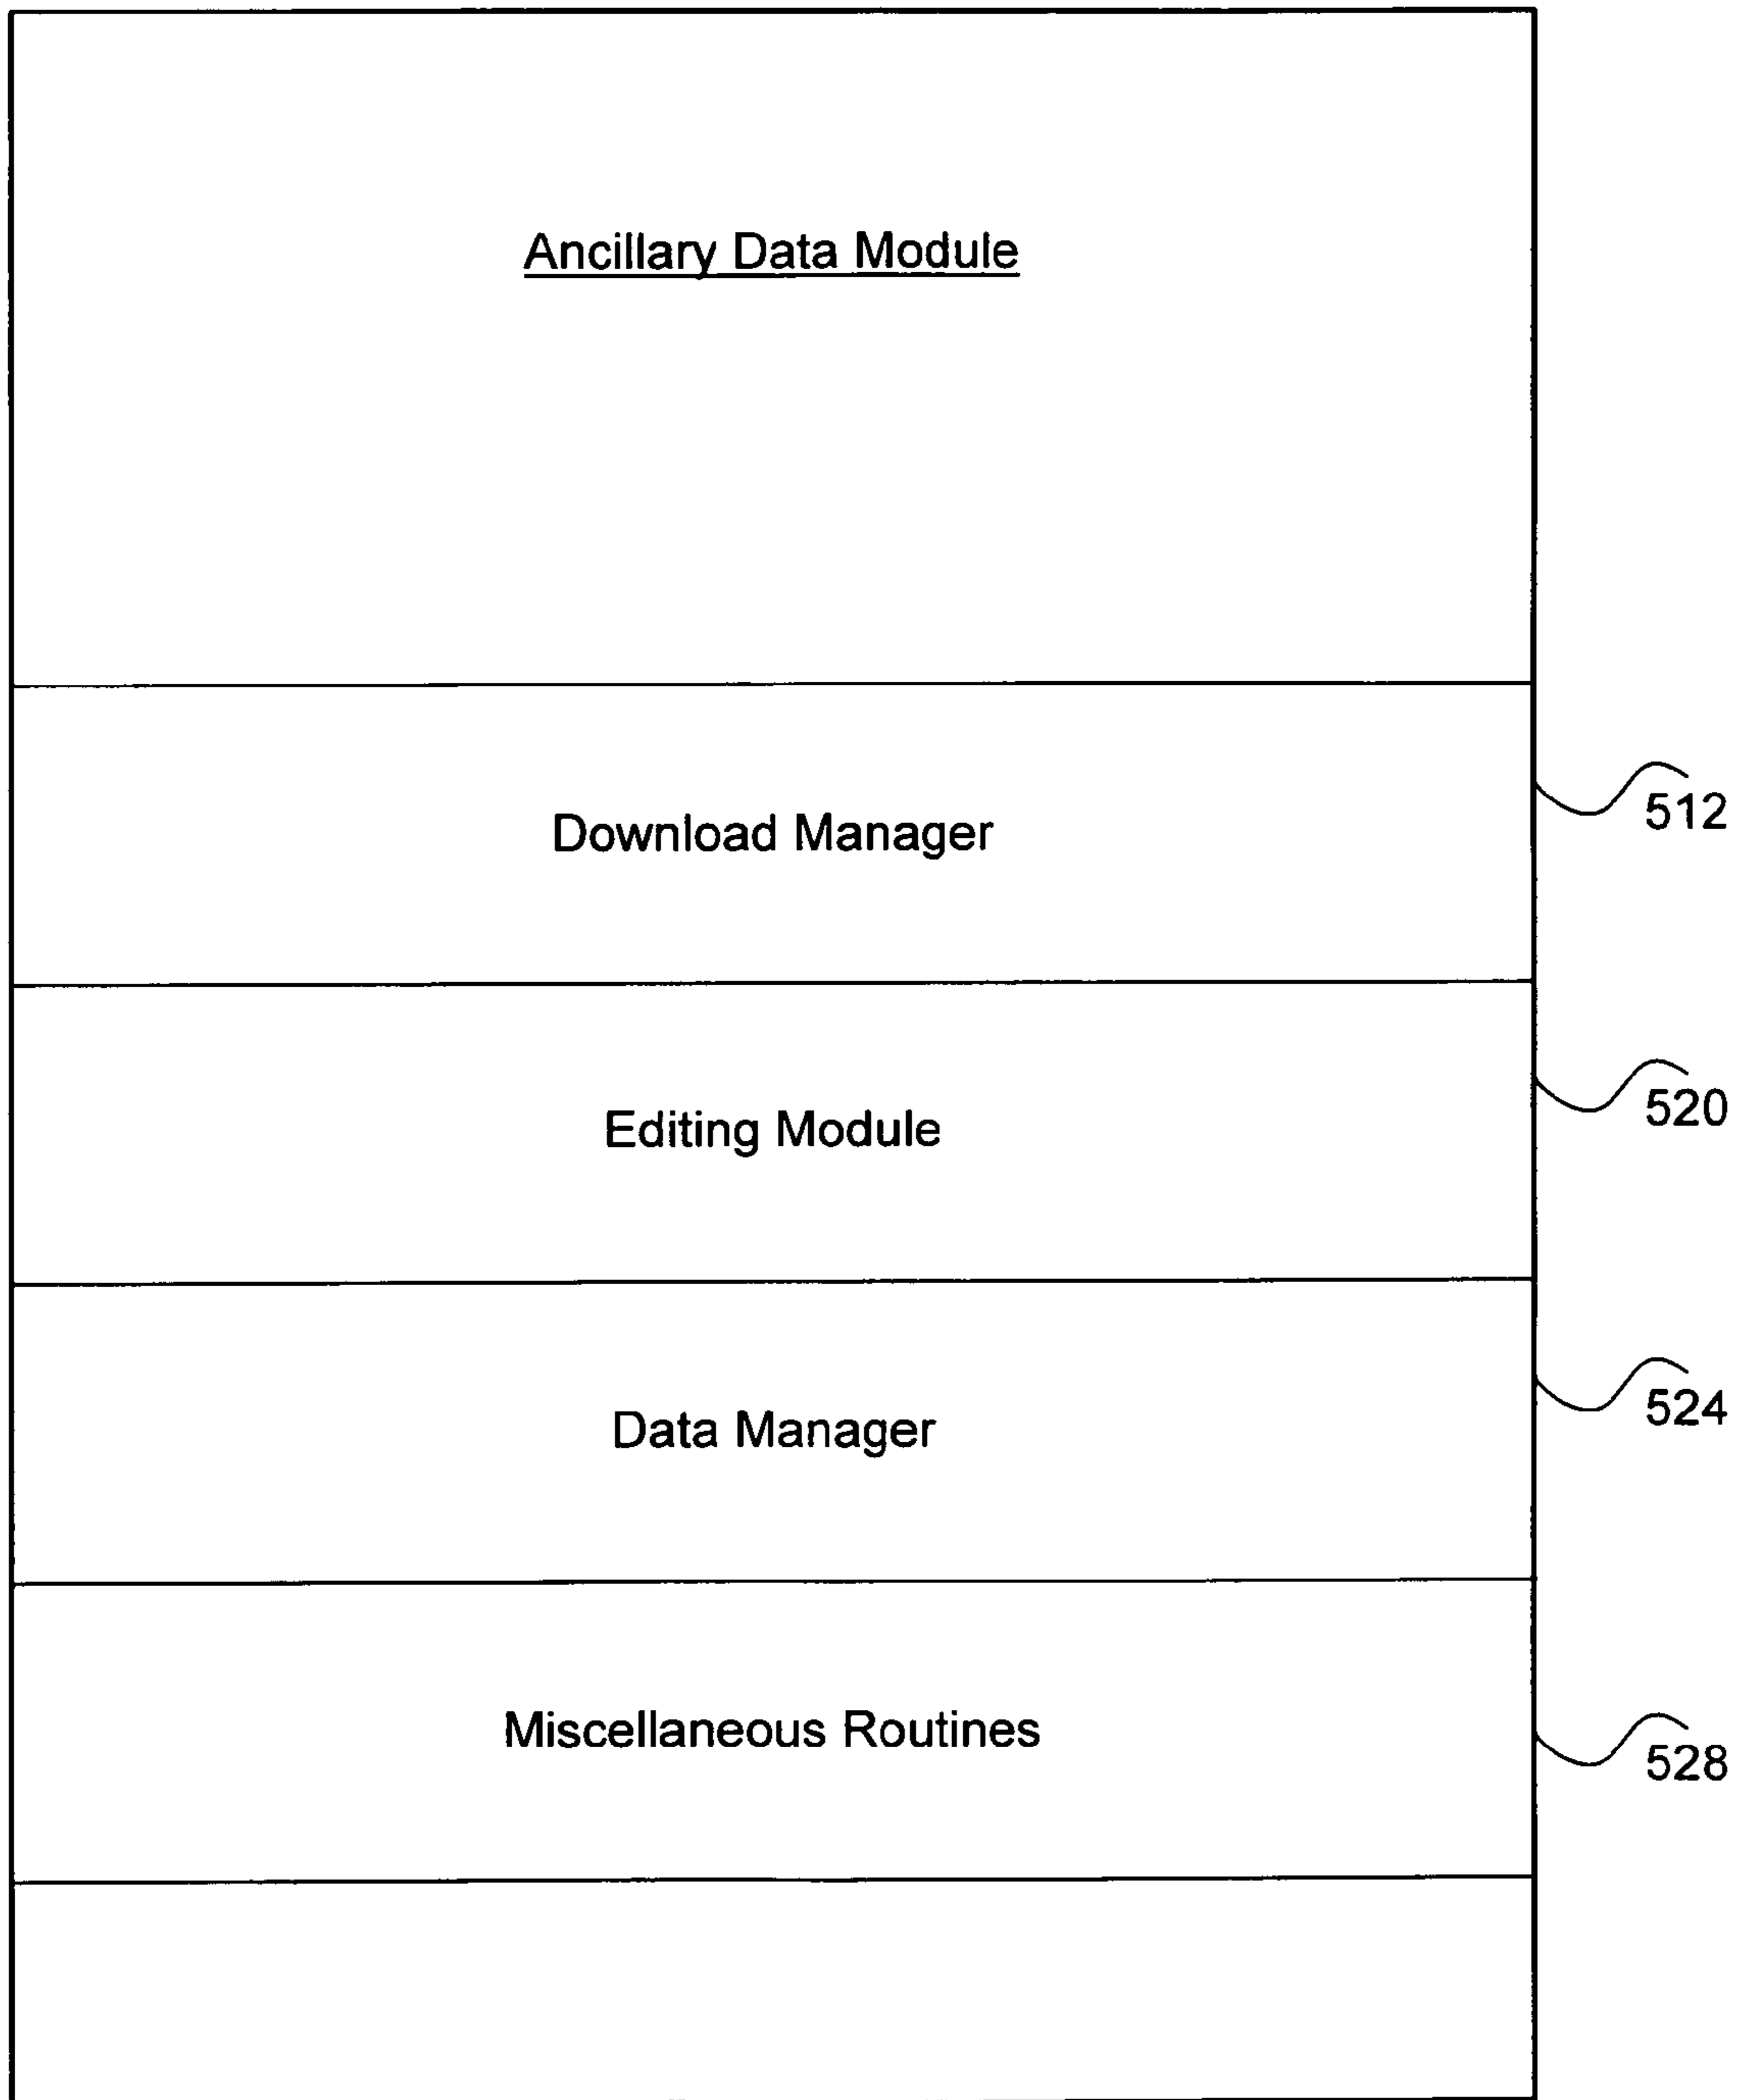 Ancillary Data Module
Download Manager
512
Editing Module
520
Data Manager
524
Miscellaneous Routines
528